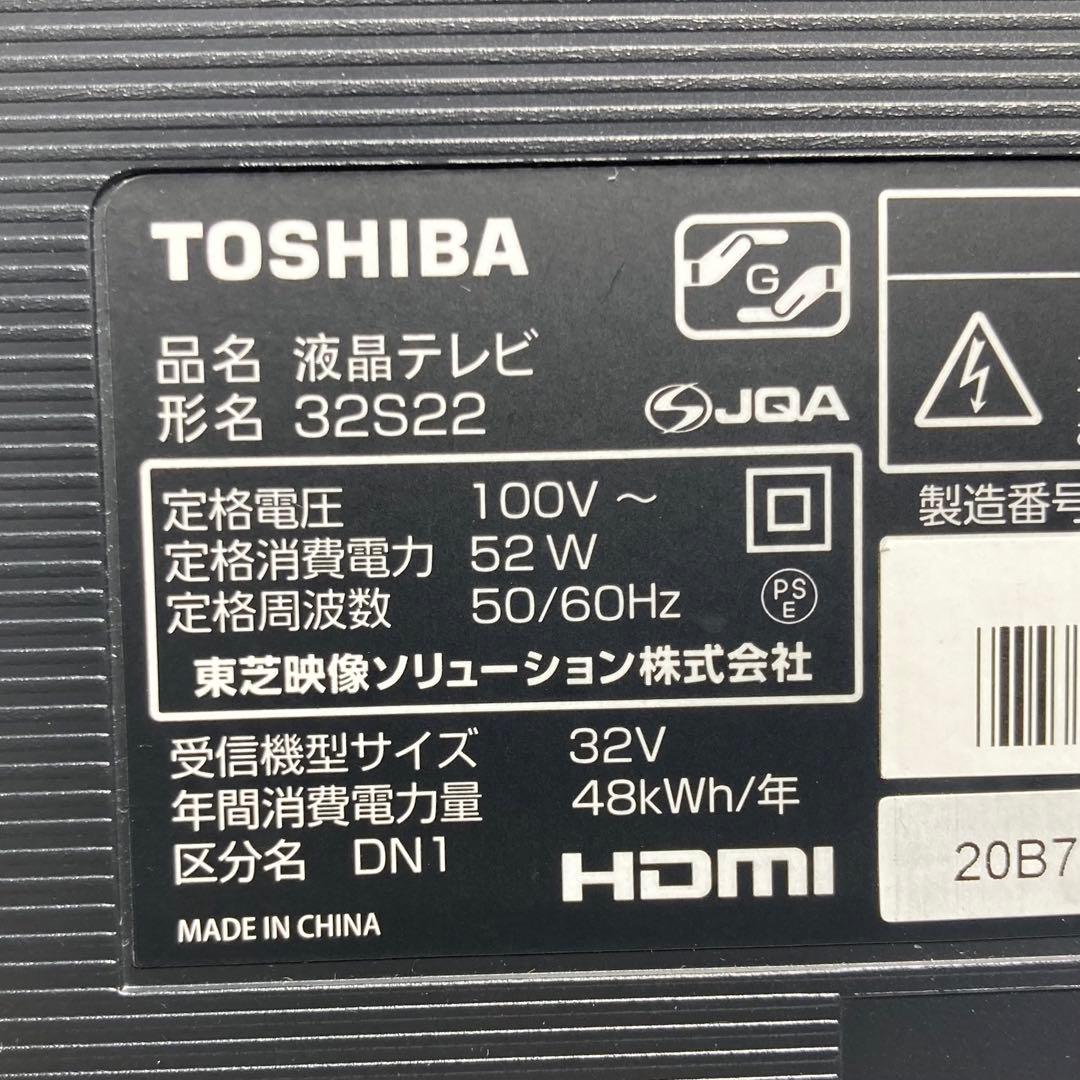 TOSHIBA
G
品名 液晶テレビ
形名 32S22
JQA
定格電圧 100V ～
定格消費電力 52W
定格周波数 50/60Hz
PS
E
東芝映像ソリューション株式会社
受信機型サイズ 32V
年間消費電力量 48kWh/年
区分名 DN1
HDMI
MADE IN CHINA
製造番号
20B7